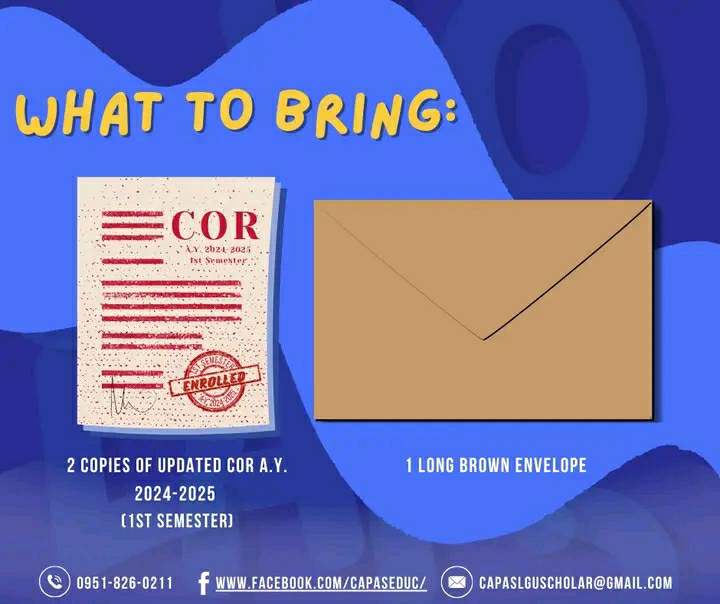 WHAT TO BRING:
COR
A.Y. 2024-2025
1st Semester
1ST SEMESTER
ENROLLED
A.Y. 2024-2025
2 COPIES OF UPDATED COR A.Y.
2024-2025
(1ST SEMESTER)
1 LONG BROWN ENVELOPE
0951-826-0211
WWW.FACEBOOK.COM/CAPASEDUC/
CAPASLGUSCHOLAR@GMAIL.COM